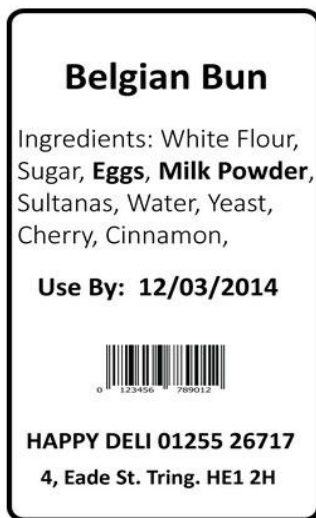 Belgian Bun
Ingredients: White Flour,
Sugar, Eggs, Milk Powder,
Sultanas, Water, Yeast,
Cherry, Cinnamon,
Use By: 12/03/2014
0 123456 789012
HAPPY DELI 01255 26717
4, Eade St. Tring. HE1 2H